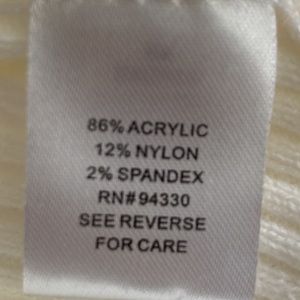 86% ACRYLIC
12% NYLON
2% SPANDEX
RN#94330
SEE REVERSE
FOR CARE